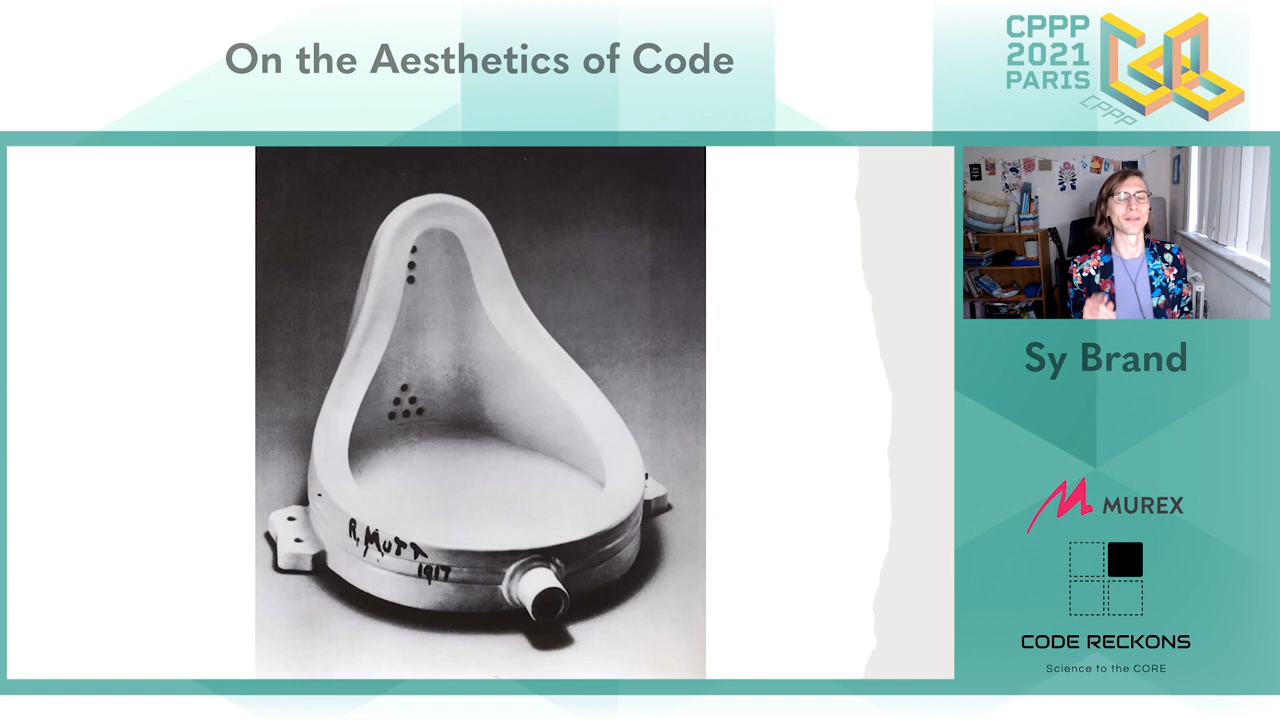 On the Aesthetics of Code
CPPP
2021
PARIS
CPPP
R. MUTT
1917
Sy Brand
MUREX
CODE RECKONS
Science to the CORE